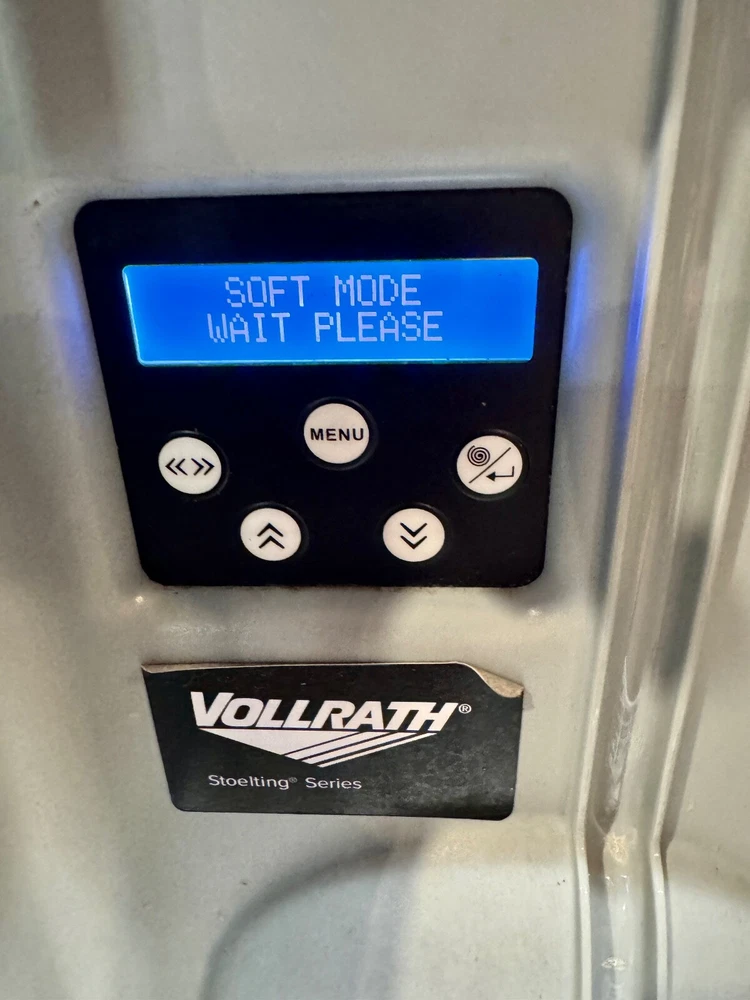 SOFT MODE
WAIT PLEASE
MENU
VOLLRATH®
Stoelting® Series